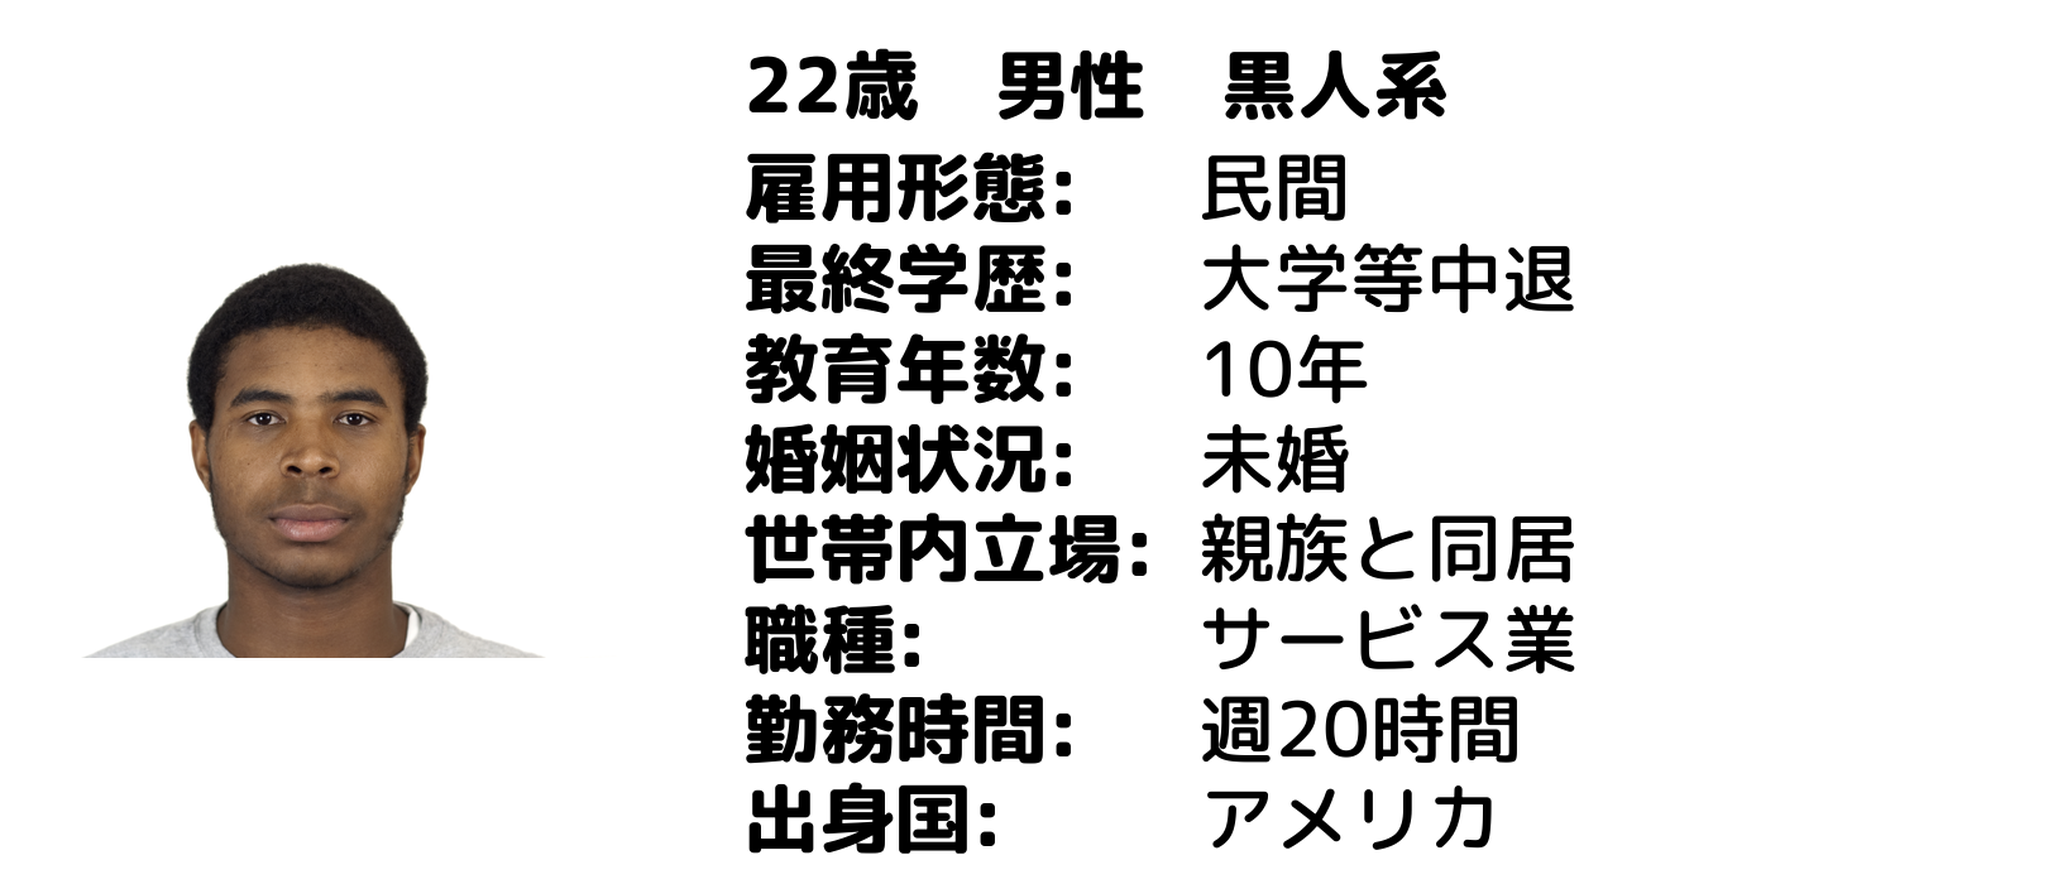 22歳　男性　黒人系
雇用形態:　民間
最終学歴:　大学等中退
教育年数:　10年
婚姻状況:　未婚
世帯内立場:　親族と同居
職種:　サービス業
勤務時間:　週20時間
出身国:　アメリカ